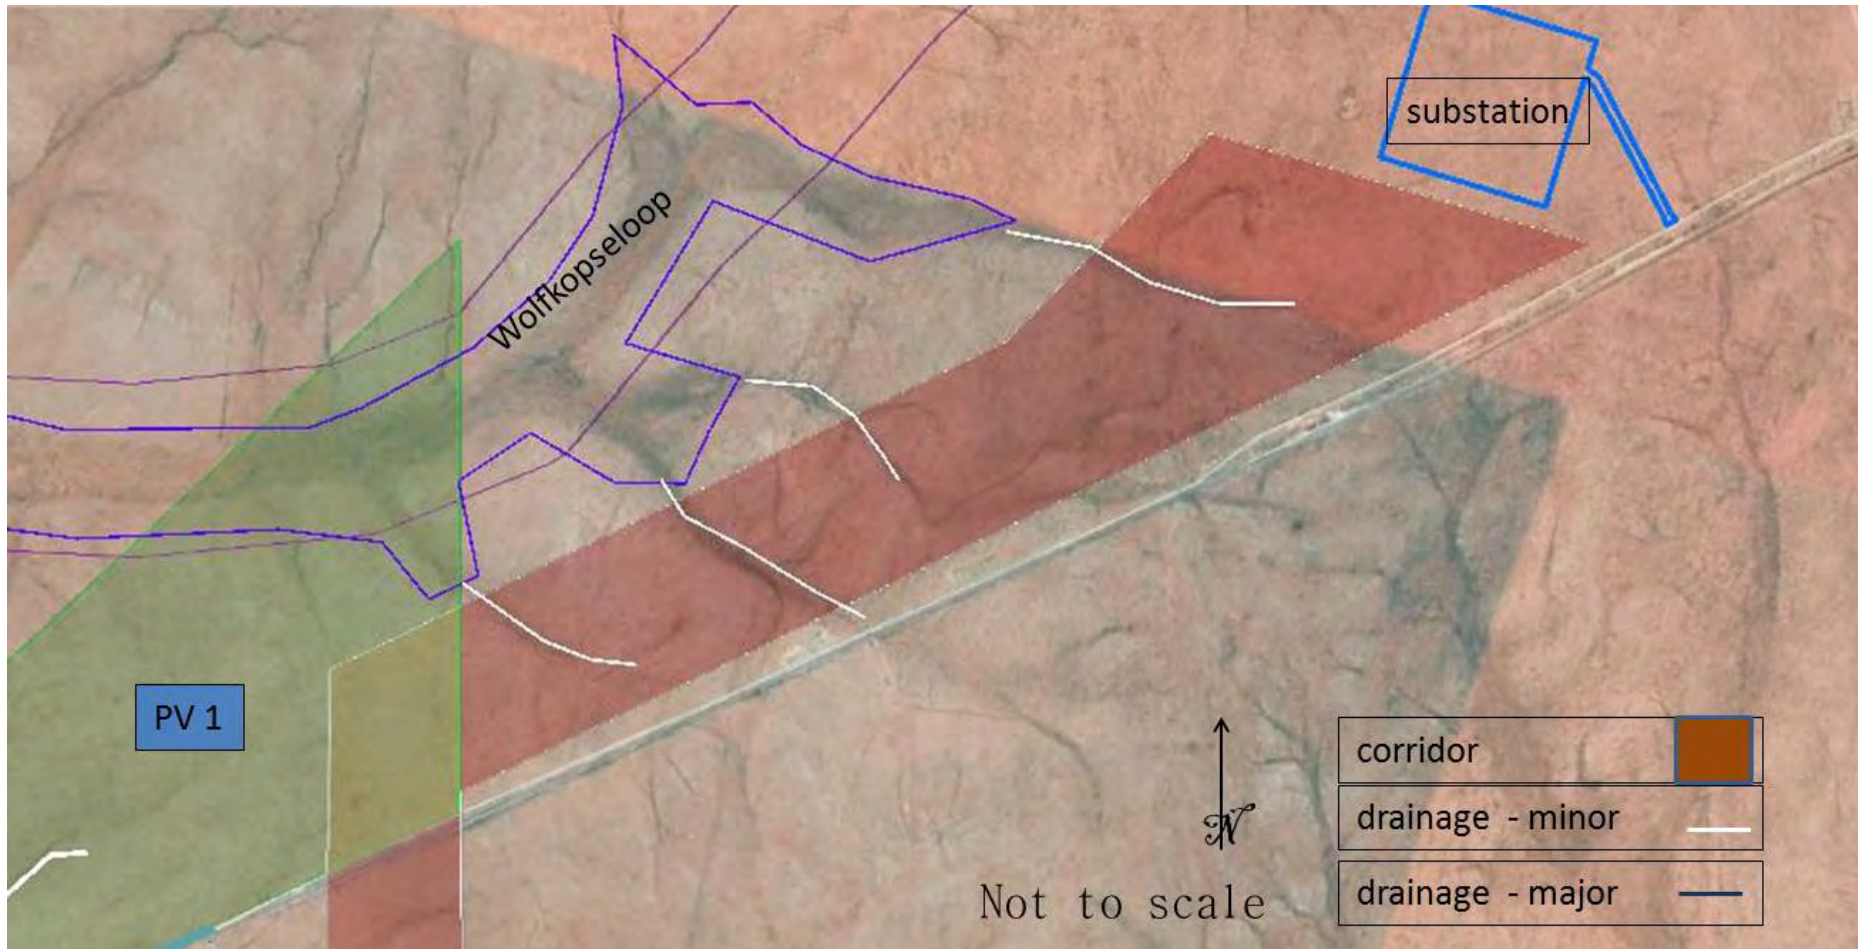 substation
Wolfkopseloop
PV 1
corridor
drainage - minor
drainage - major
N
Not to scale